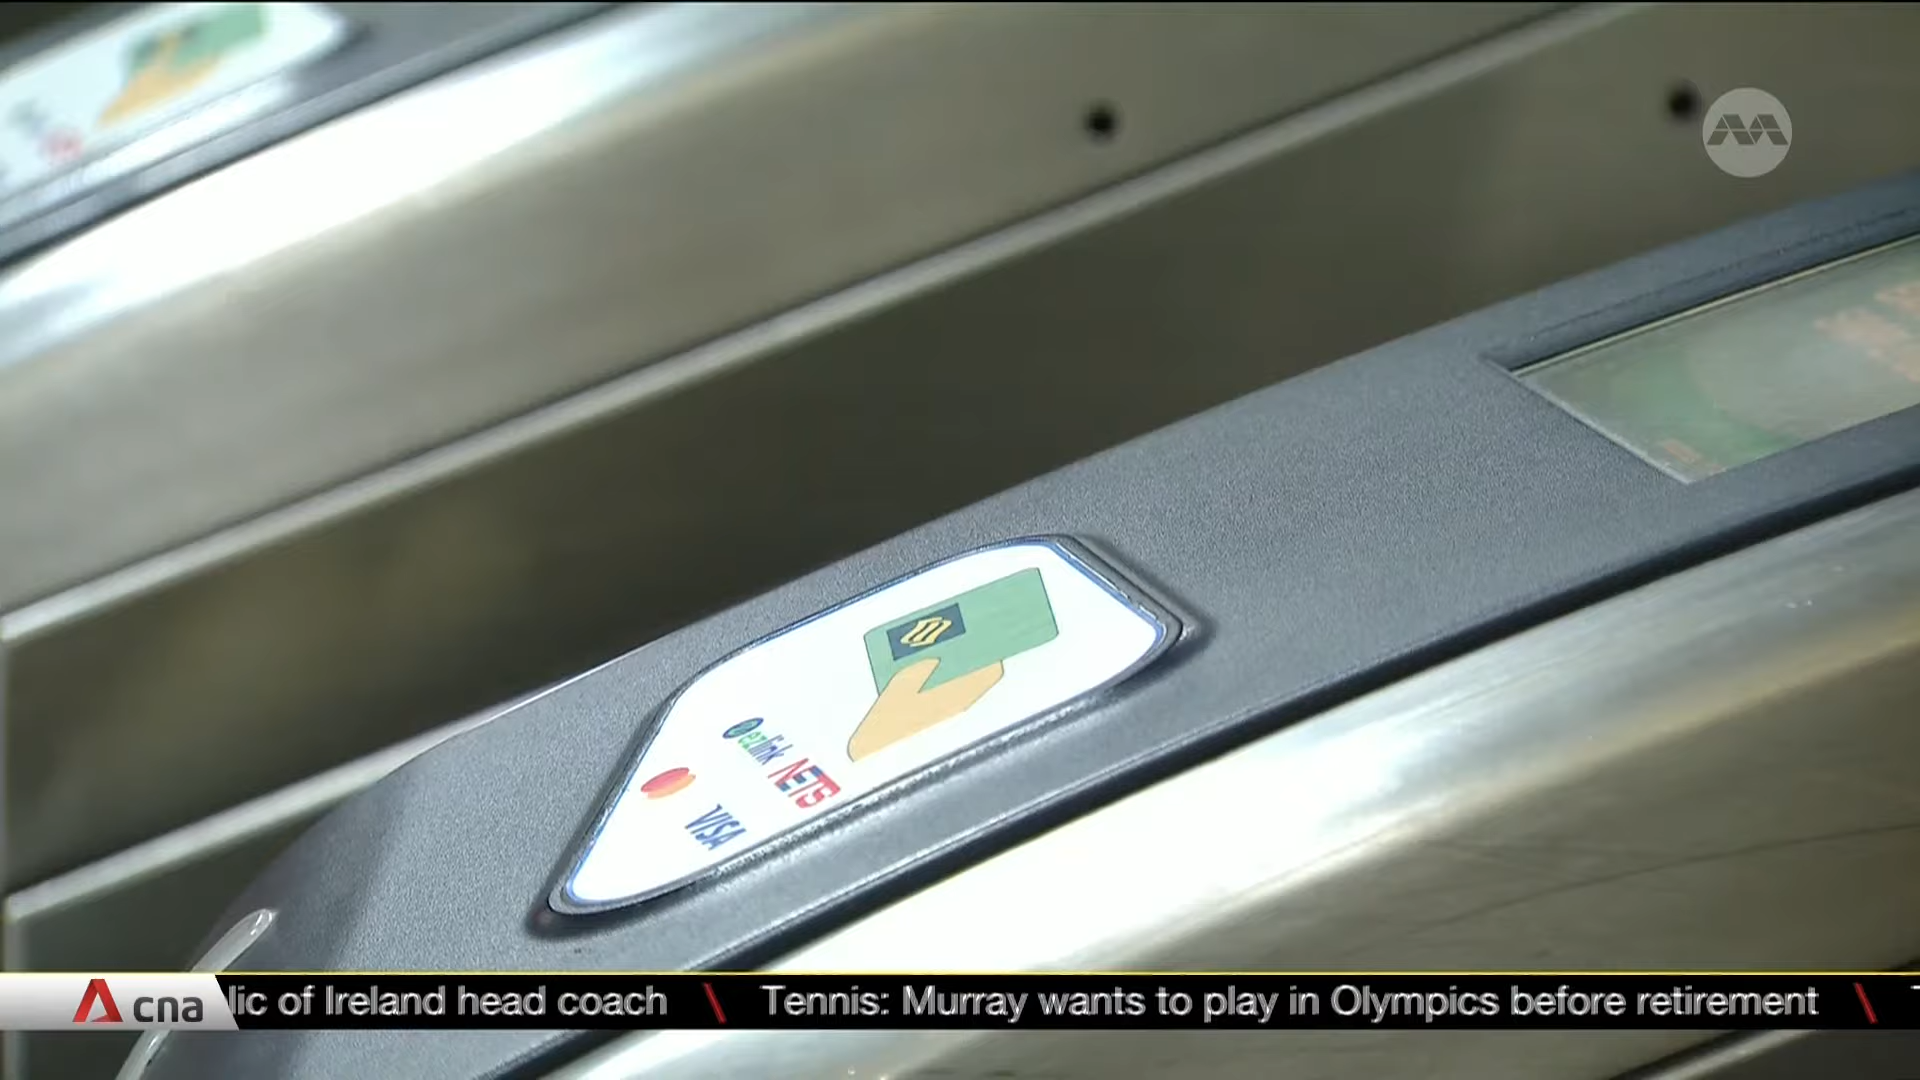 ezlink NETS
VISA
cna
lic of Ireland head coach \ Tennis: Murray wants to play in Olympics before retirement \